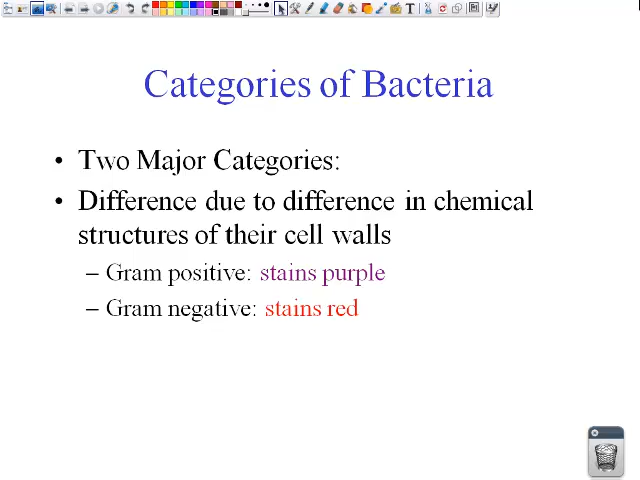 Categories of Bacteria
• Two Major Categories:
• Difference due to difference in chemical
structures of their cell walls
– Gram positive: stains purple
– Gram negative: stains red